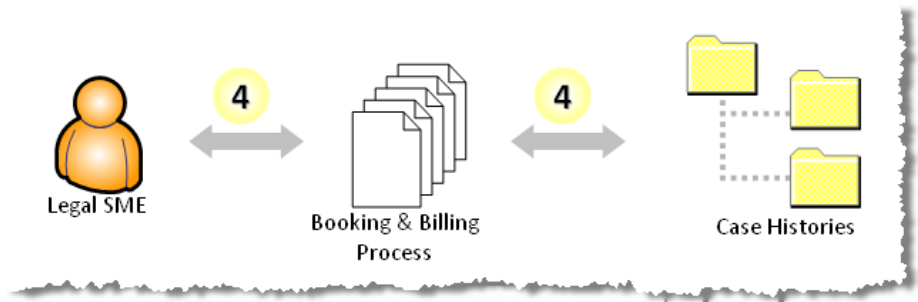 4
4
Legal SME
Booking & Billing
Process
Case Histories